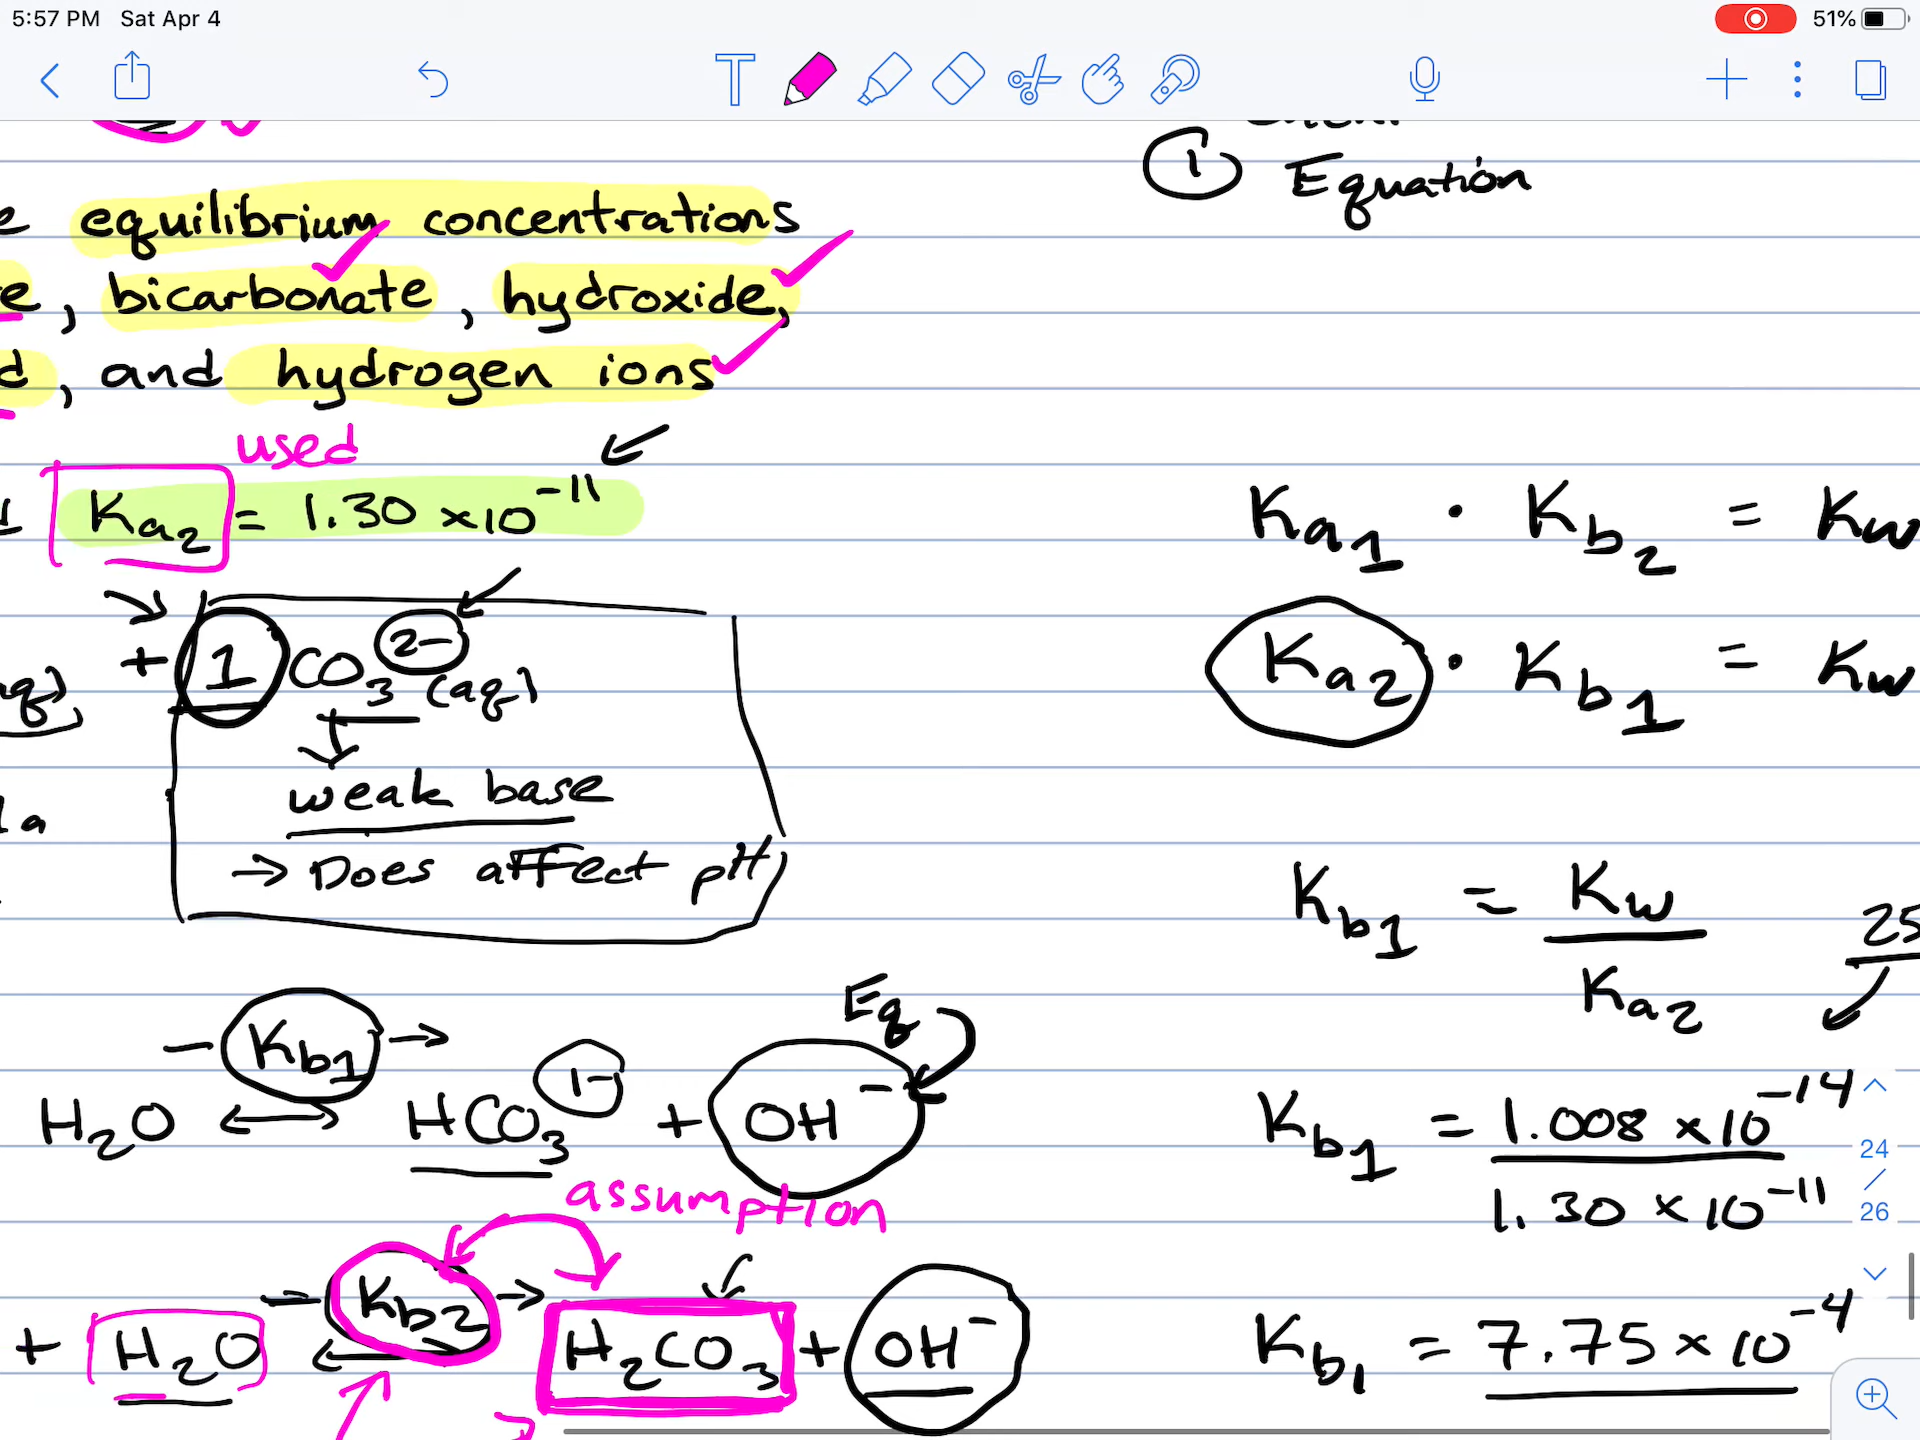 5:57 PM Sat Apr 4
51%
T
① Equation
equilibrium concentrations
, bicarbonate, hydroxide,
, and hydrogen ions
used
Ka2 = 1.30 x10^-11
Ka1 · Kb2 = Kw
Ka2 · Kb1 = Kw
+ 1 CO3^2- (aq)
weak base
→ Does affect pH
Kb1 = Kw / Ka2
25
Kb1 →
Eq
H2O ⟷ HCO3^1- + OH^-
Kb1 = 1.008 x10^-14 / 1.30 x10^-11
24 / 26
assumption
Kb2 →
+ H2O ⟷ H2CO3 + OH^-
Kb1 = 7.75 x10^-4